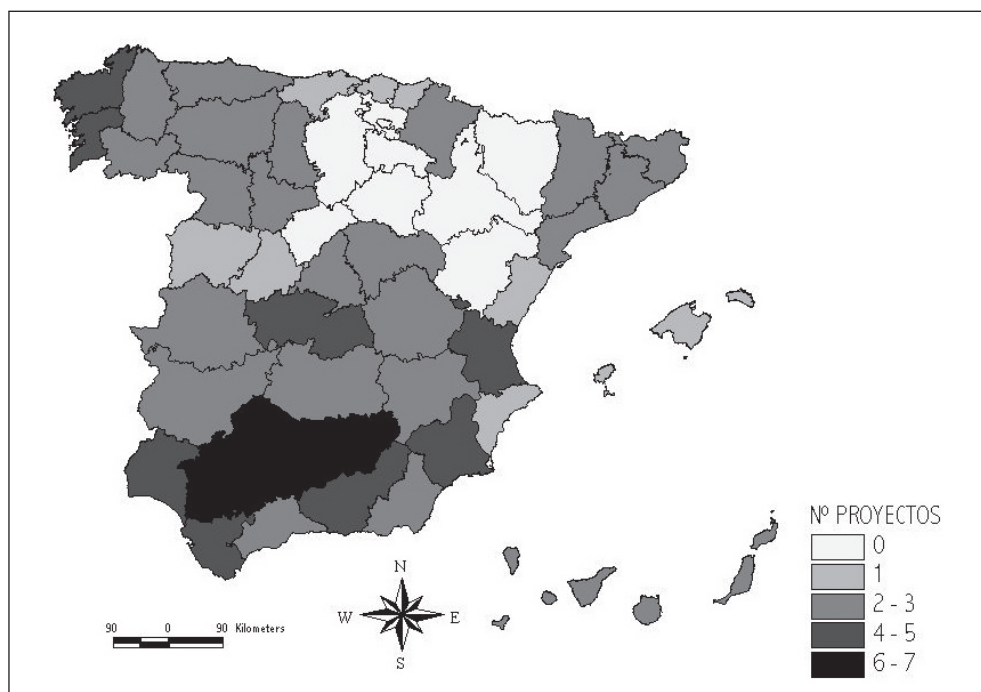 Nº PROYECTOS
0
1
2 - 3
4 - 5
6 - 7
N
W E
S
90 0 90 Kilometers